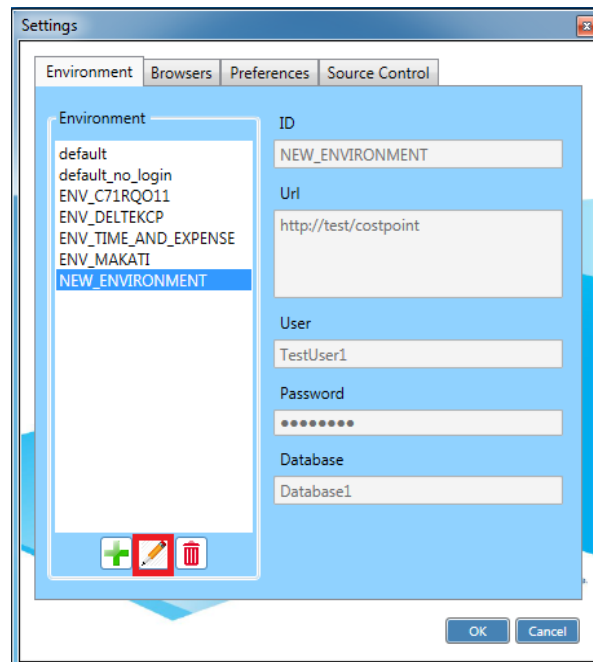 Settings
Environment Browsers Preferences Source Control
Environment
default
default_no_login
ENV_C71RQO11
ENV_DELTEKCP
ENV_TIME_AND_EXPENSE
ENV_MAKATI
NEW_ENVIRONMENT
ID
NEW_ENVIRONMENT
Url
http://test/costpoint
User
TestUser1
Password
●●●●●●●●
Database
Database1
OK Cancel